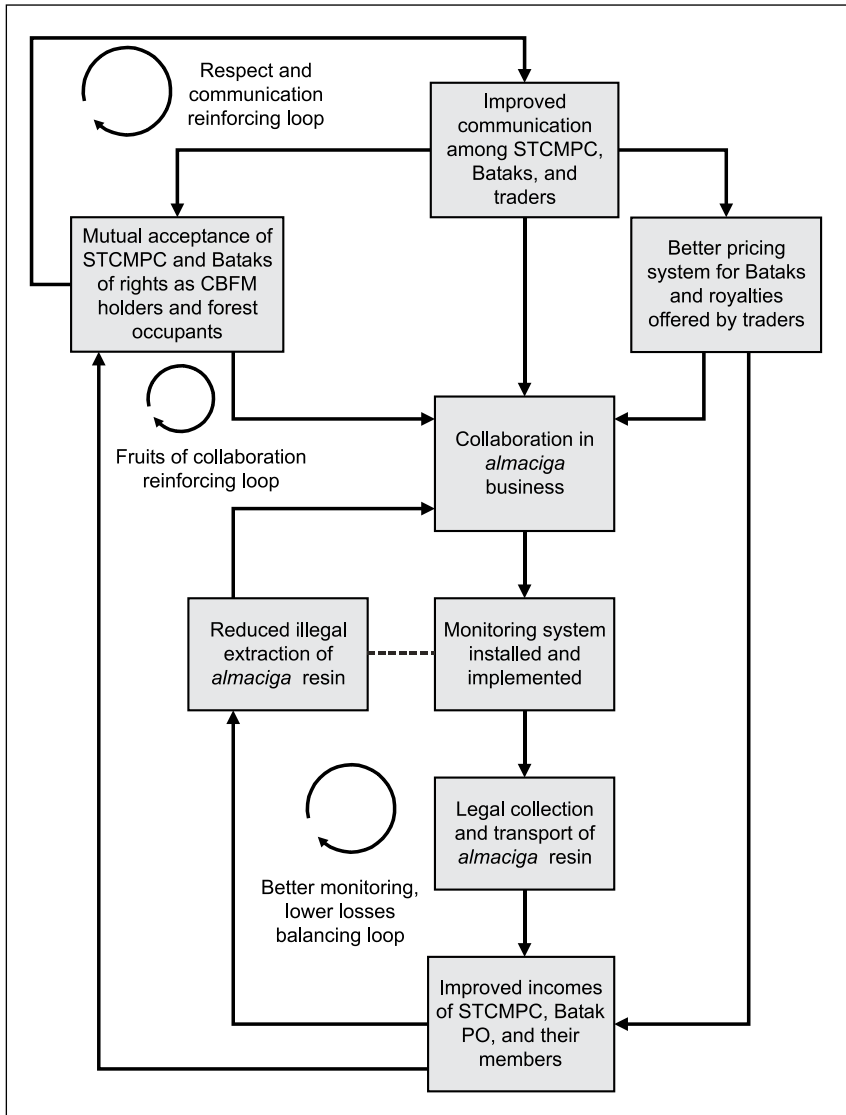 Respect and
communication
reinforcing loop
Improved
communication
among STCMPC,
Bataks, and
traders
Mutual acceptance of
STCMPC and Bataks
of rights as CBFM
holders and forest
occupants
Better pricing
system for Bataks
and royalties
offered by traders
Fruits of collaboration
reinforcing loop
Collaboration in
almaciga
business
Reduced illegal
extraction of
almaciga resin
Monitoring system
installed and
implemented
Legal collection
and transport of
almaciga resin
Better monitoring,
lower losses
balancing loop
Improved incomes
of STCMPC, Batak
PO, and their
members